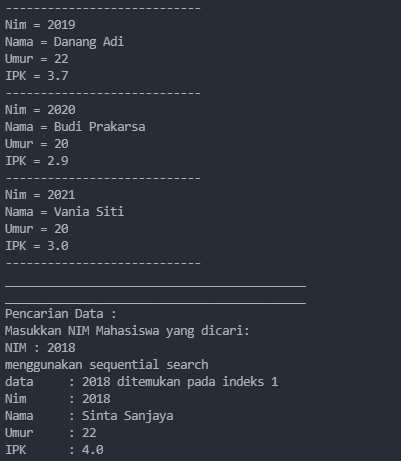 ----------------------------
Nim = 2019
Nama = Danang Adi
Umur = 22
IPK = 3.7
----------------------------
Nim = 2020
Nama = Budi Prakarsa
Umur = 20
IPK = 2.9
----------------------------
Nim = 2021
Nama = Vania Siti
Umur = 20
IPK = 3.0
----------------------------
___________________________________________
___________________________________________
Pencarian Data :
Masukkan NIM Mahasiswa yang dicari:
NIM : 2018
menggunakan sequential search
data     : 2018 ditemukan pada indeks 1
Nim      : 2018
Nama     : Sinta Sanjaya
Umur     : 22
IPK      : 4.0